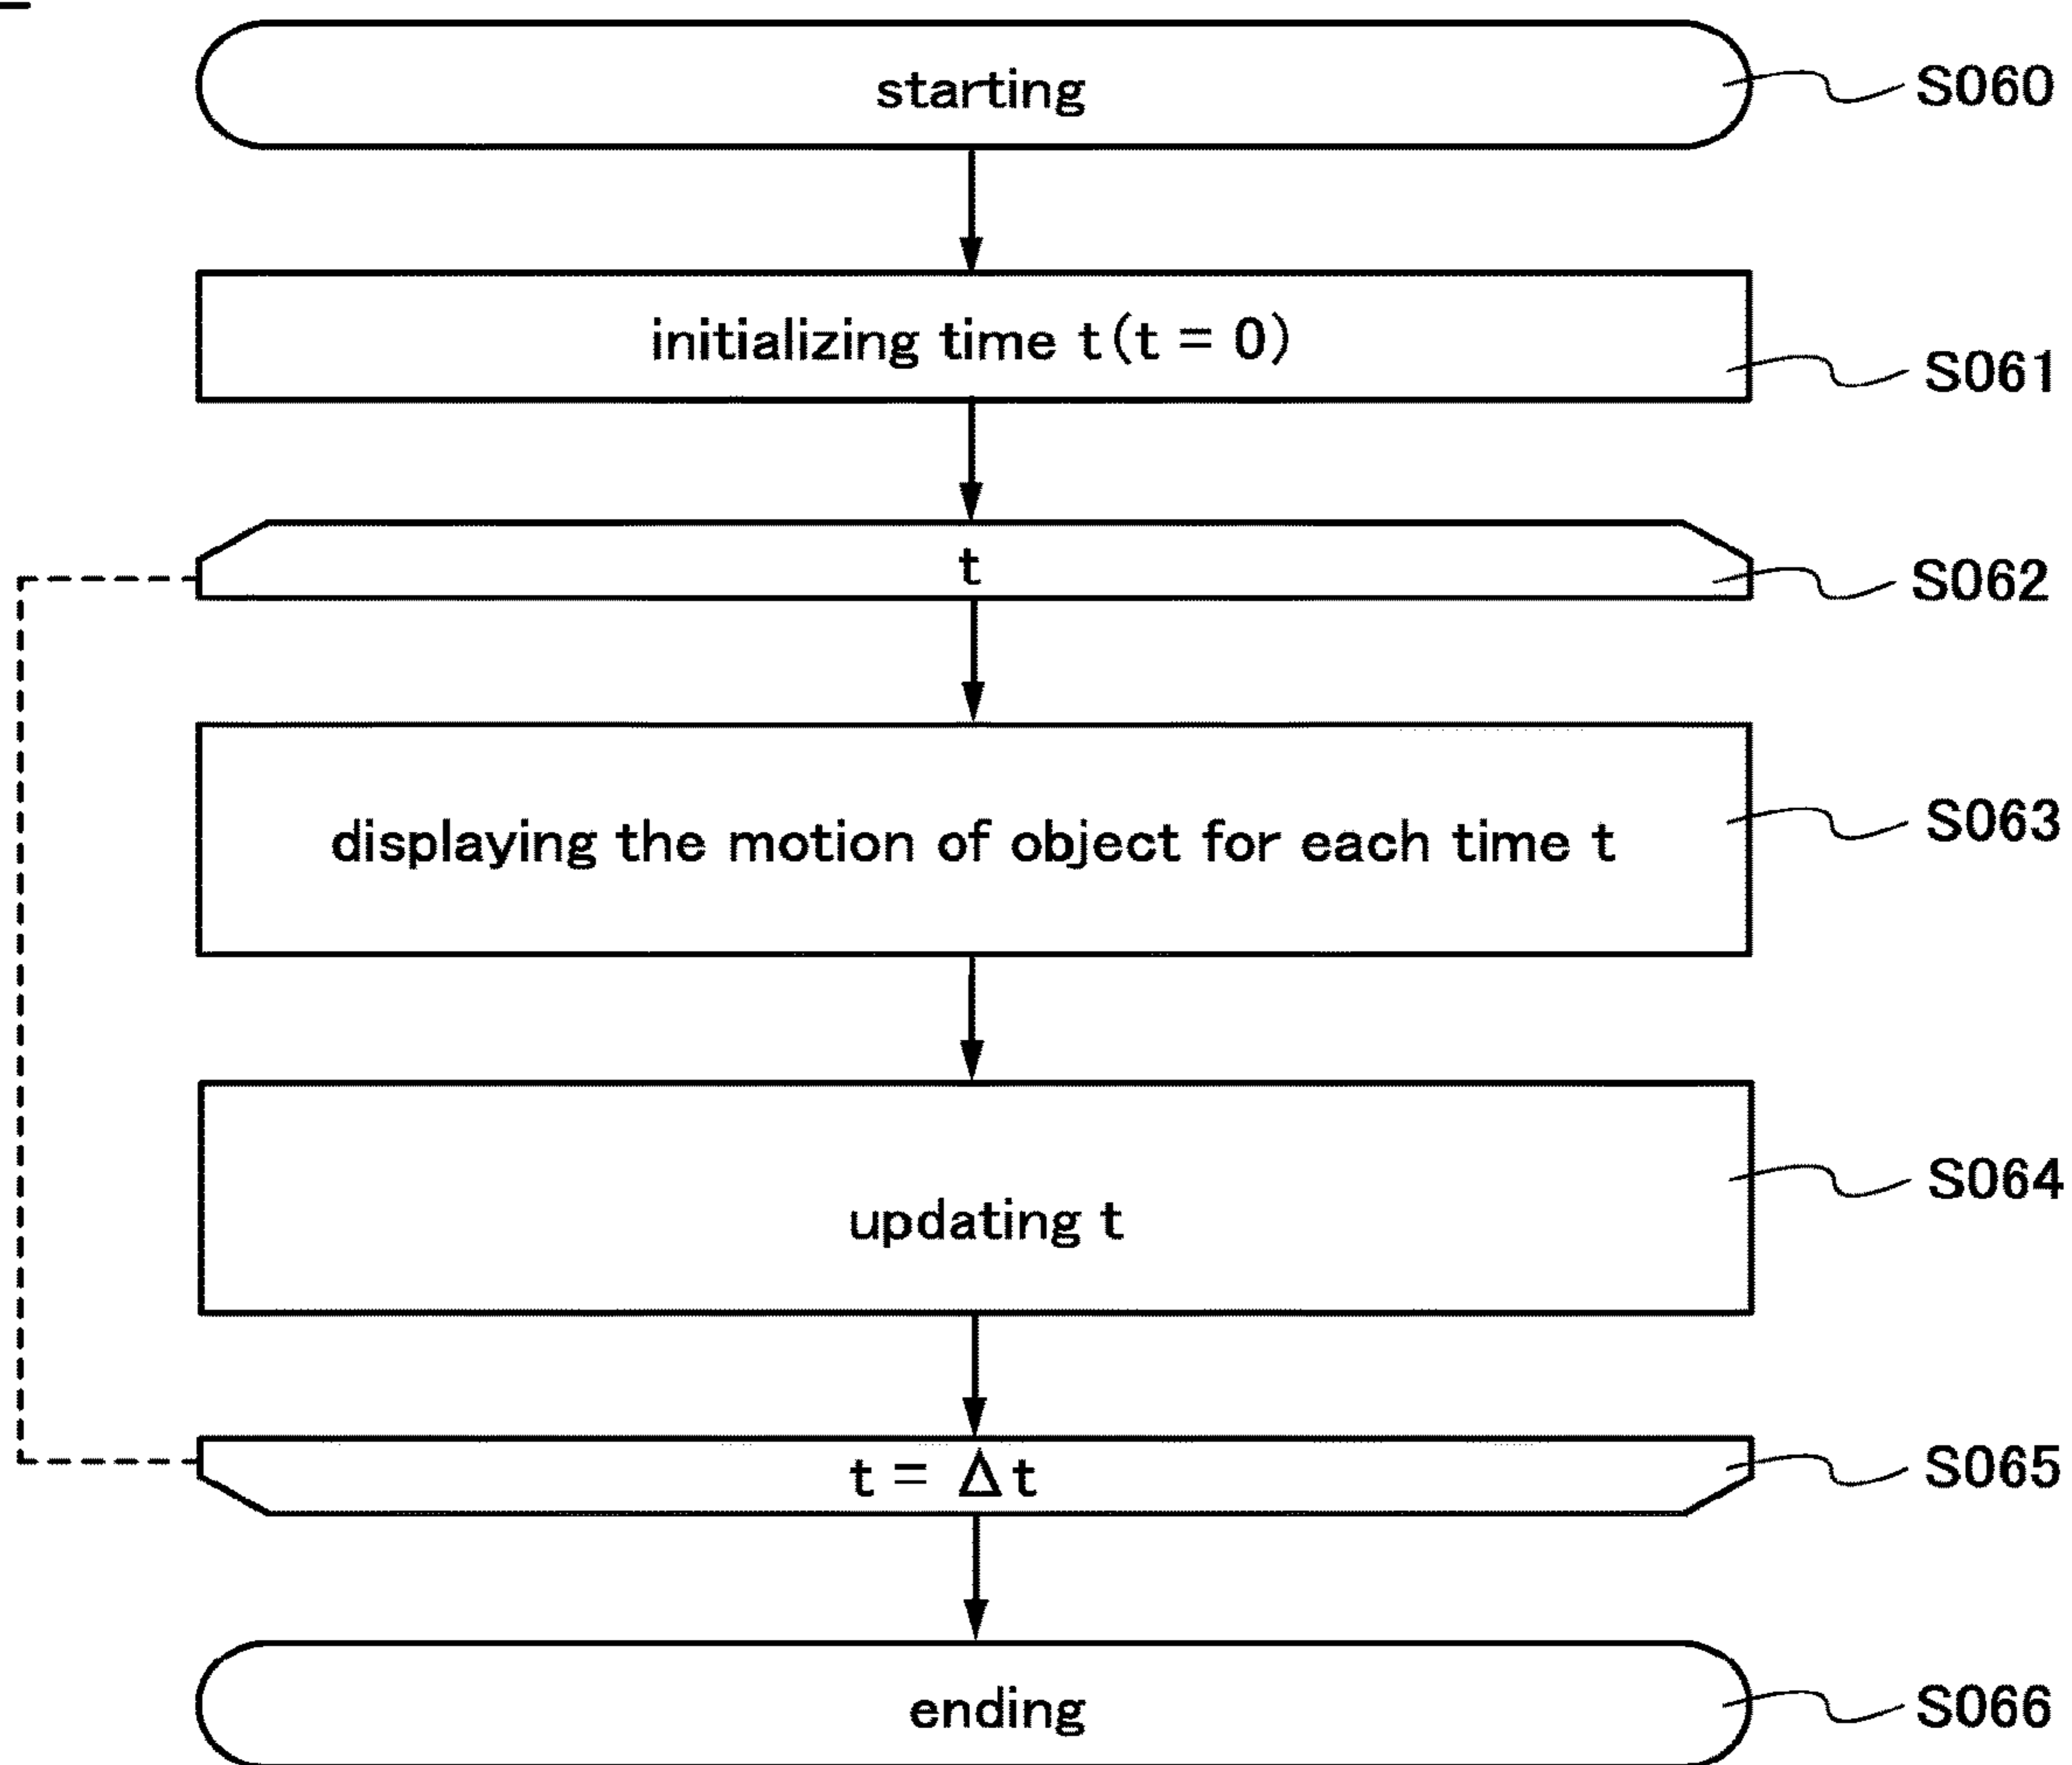 starting
S060
initializing time t(t = 0)
S061
t
S062
displaying the motion of object for each time t
S063
updating t
S064
t = Δt
S065
ending
S066